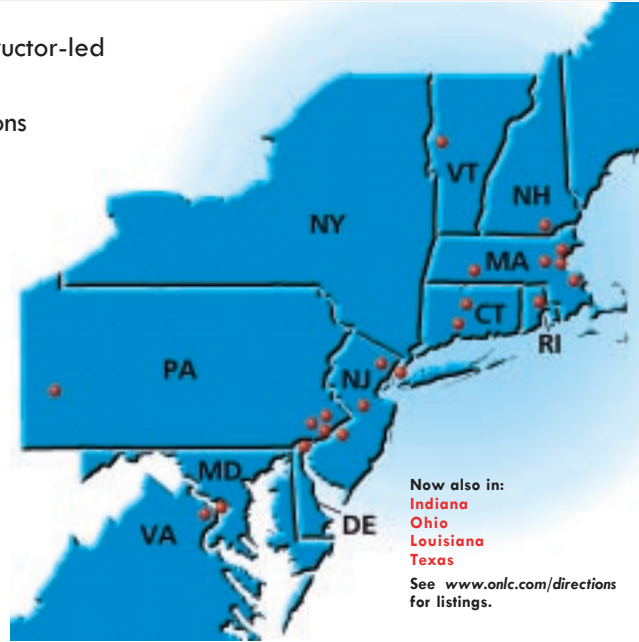 uctor-led
ons
VT
NH
NY
MA
CT
RI
PA
NJ
MD
DE
VA
Now also in:
Indiana
Ohio
Louisiana
Texas
See www.onlc.com/directions
for listings.